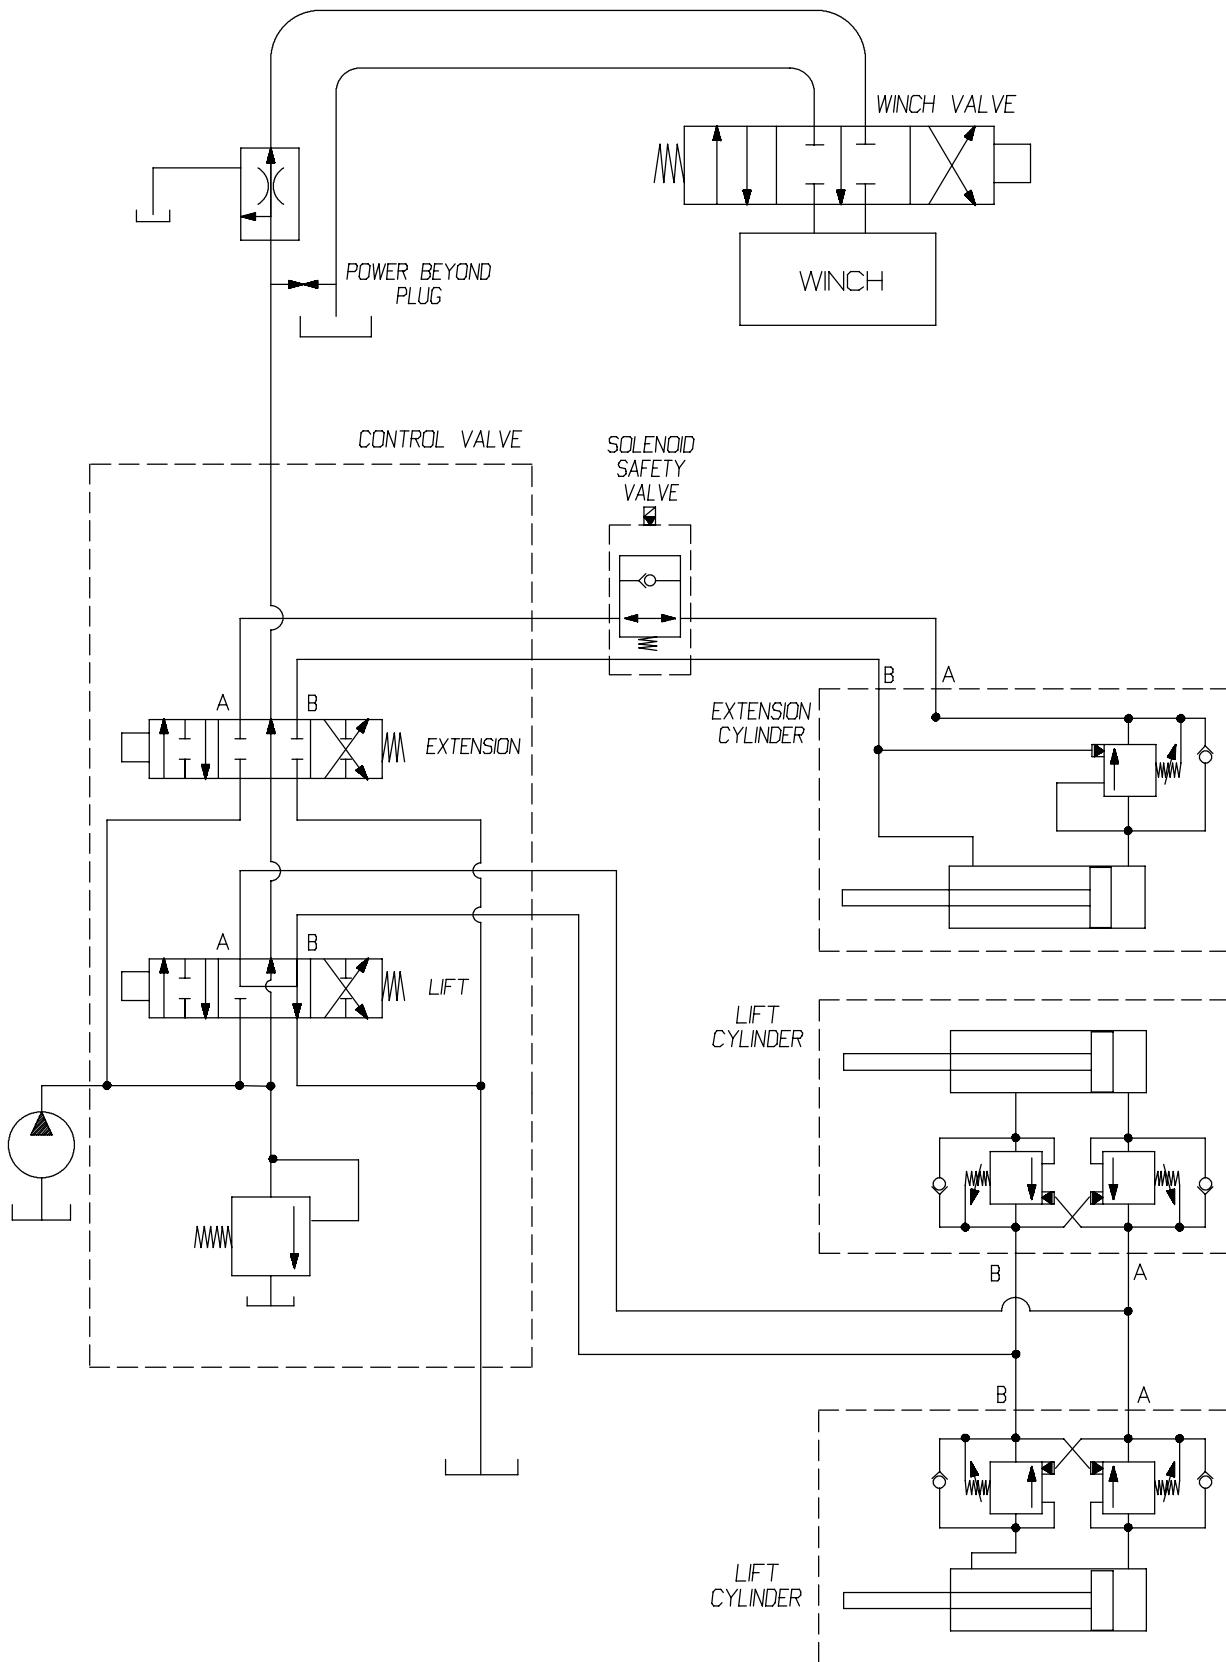 WINCH VALVE
WINCH
POWER BEYOND
PLUG
CONTROL VALVE
SOLENOID
SAFETY
VALVE
B
A
A
B
EXTENSION
EXTENSION
CYLINDER
A
B
LIFT
LIFT
CYLINDER
B
A
B
A
LIFT
CYLINDER